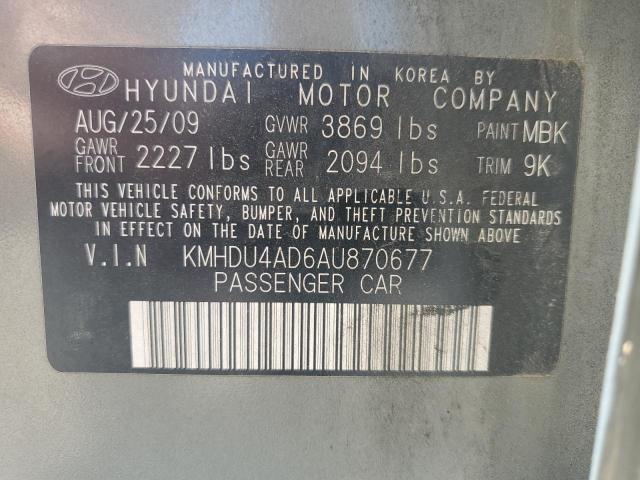 MANUFACTURED IN KOREA BY
HYUNDAI MOTOR COMPANY
AUG/25/09 GVWR 3869 lbs PAINT MBK
GAWR FRONT 2227 lbs GAWR REAR 2094 lbs TRIM 9K
THIS VEHICLE CONFORMS TO ALL APPLICABLE U.S.A. FEDERAL
MOTOR VEHICLE SAFETY, BUMPER, AND THEFT PREVENTION STANDARDS
IN EFFECT ON THE DATE OF MANUFACTURE SHOWN ABOVE
V.I.N KMHDU4AD6AU870677
PASSENGER CAR